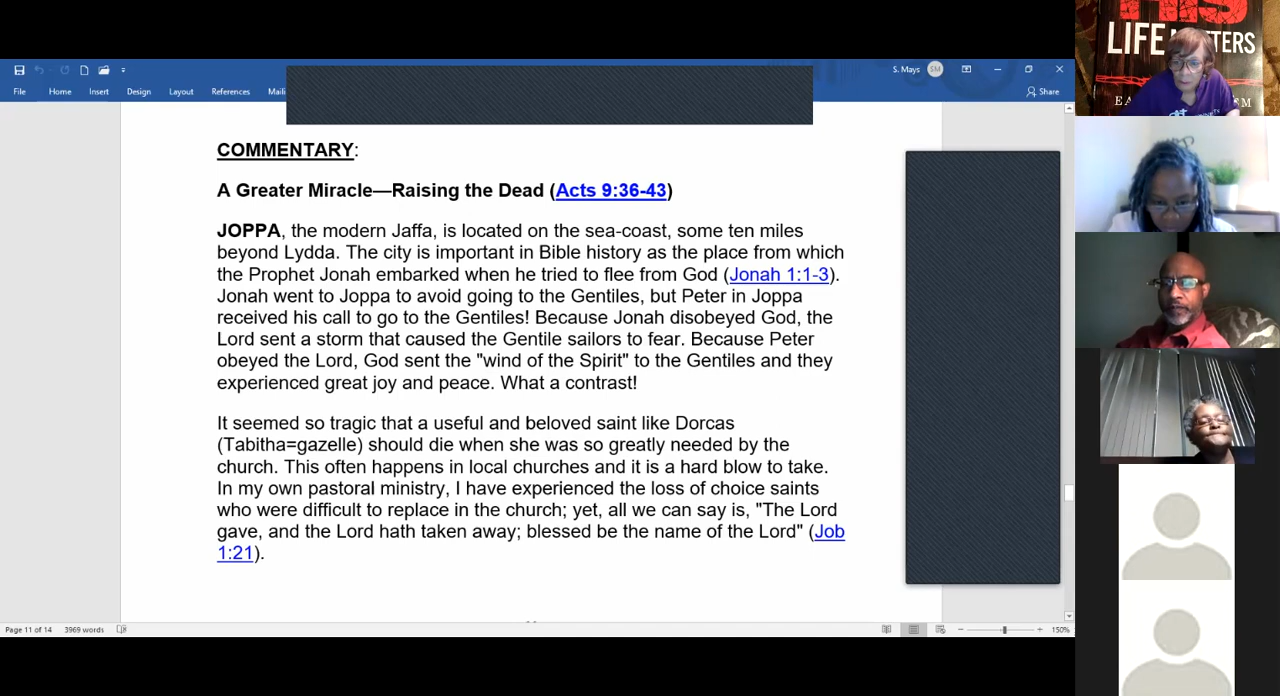 HIS
LIFE
S. Mays
SM
File
Home
Insert
Design
Layout
References
Share
COMMENTARY:
A Greater Miracle—Raising the Dead (Acts 9:36-43)
JOPPA, the modern Jaffa, is located on the sea-coast, some ten miles
beyond Lydda. The city is important in Bible history as the place from which
the Prophet Jonah embarked when he tried to flee from God (Jonah 1:1-3).
Jonah went to Joppa to avoid going to the Gentiles, but Peter in Joppa
received his call to go to the Gentiles! Because Jonah disobeyed God, the
Lord sent a storm that caused the Gentile sailors to fear. Because Peter
obeyed the Lord, God sent the "wind of the Spirit" to the Gentiles and they
experienced great joy and peace. What a contrast!
It seemed so tragic that a useful and beloved saint like Dorcas
(Tabitha=gazelle) should die when she was so greatly needed by the
church. This often happens in local churches and it is a hard blow to take.
In my own pastoral ministry, I have experienced the loss of choice saints
who were difficult to replace in the church; yet, all we can say is, "The Lord
gave, and the Lord hath taken away; blessed be the name of the Lord" (Job
1:21).
Page 11 of 14
3969 words
150%